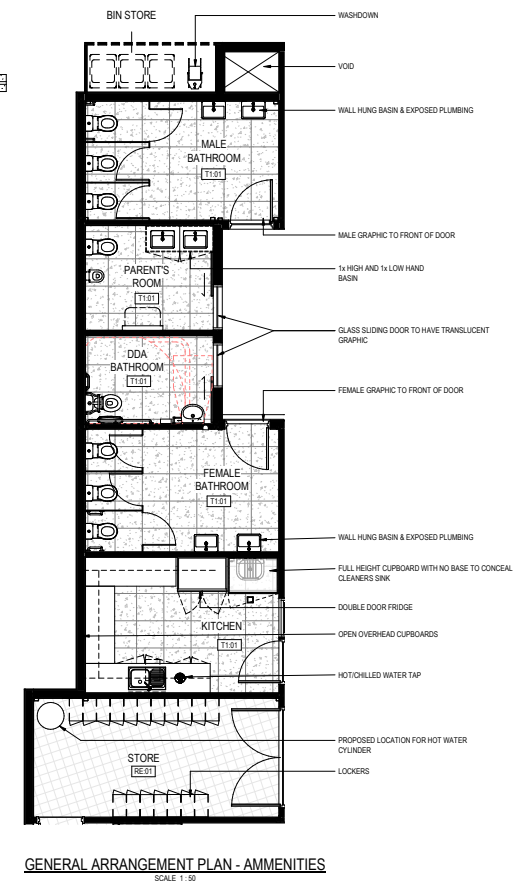 BIN STORE
WASHDOWN
VOID
WALL HUNG BASIN & EXPOSED PLUMBING
MALE
BATHROOM
T1:01
MALE GRAPHIC TO FRONT OF DOOR
1x HIGH AND 1x LOW HAND
BASIN
PARENT'S
ROOM
T1:01
GLASS SLIDING DOOR TO HAVE TRANSLUCENT
GRAPHIC
DDA
BATHROOM
T1:01
FEMALE GRAPHIC TO FRONT OF DOOR
FEMALE
BATHROOM
T1:01
WALL HUNG BASIN & EXPOSED PLUMBING
FULL HEIGHT CUPBOARD WITH NO BASE TO CONCEAL
CLEANERS SINK
DOUBLE DOOR FRIDGE
KITCHEN
T1:01
OPEN OVERHEAD CUPBOARDS
HOT/CHILLED WATER TAP
PROPOSED LOCATION FOR HOT WATER
CYLINDER
STORE
RE:01
LOCKERS
GENERAL ARRANGEMENT PLAN - AMMENITIES
SCALE 1 : 50